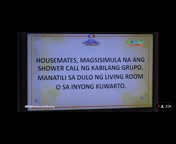 HOUSEMATES, MAGSISIMULA NA ANG
SHOWER CALL NG KABILANG GRUPO.
MANATILI SA DULO NG LIVING ROOM
O SA INYONG KUWARTO.